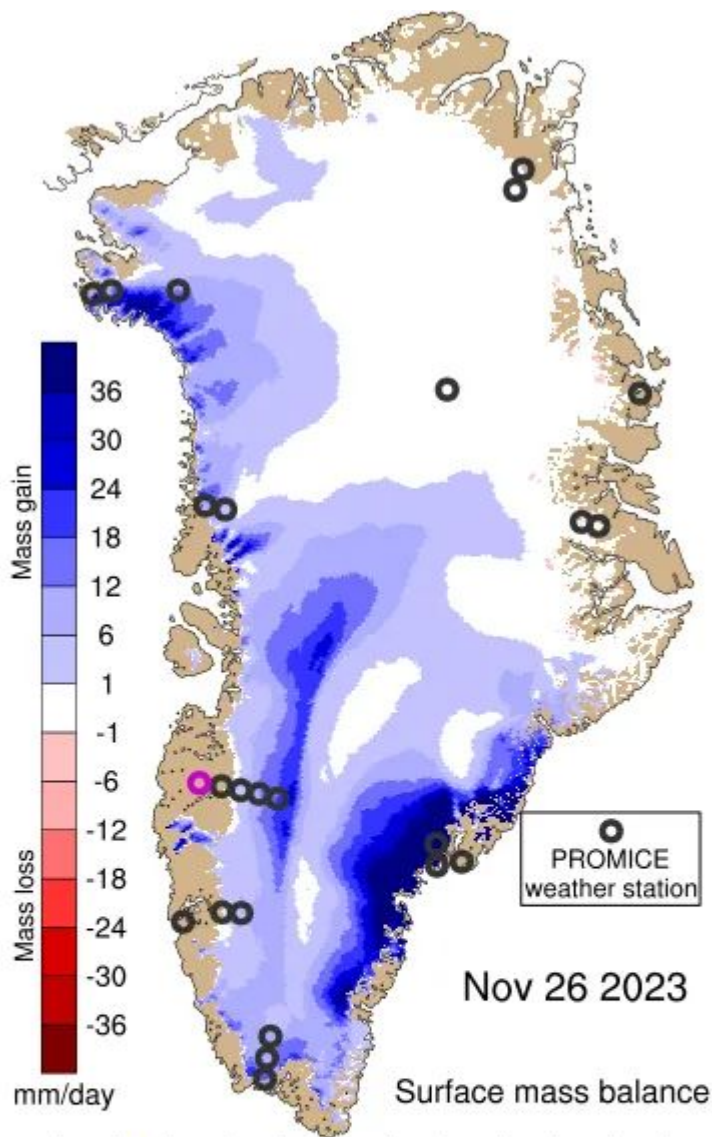 36
30
24
18
12
6
1
-1
-6
-12
-18
-24
-30
-36
Mass gain
Mass loss
mm/day
PROMICE
weather station
Nov 26 2023
Surface mass balance